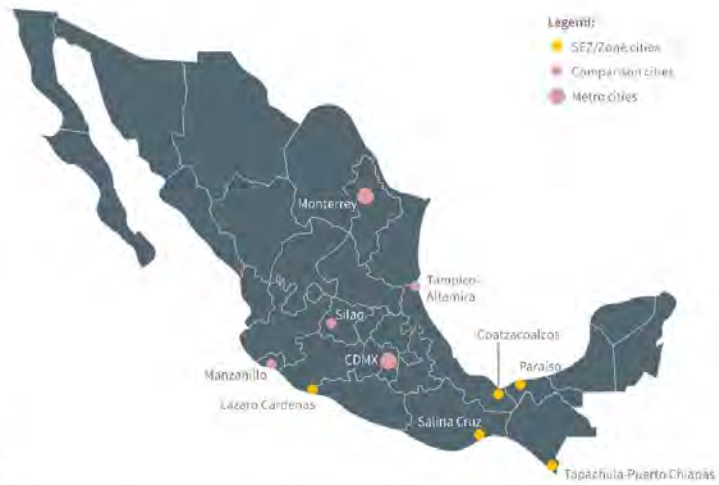 Legend:
SEZ/Zone cities
Comparison cities
Metro cities
Monterrey
Tampico-
Altamira
Silao
Coatzacoalcos
CDMX
Paraiso
Manzanillo
Lazaro Cardenas
Salina Cruz
Tapachula-Puerto Chiapas